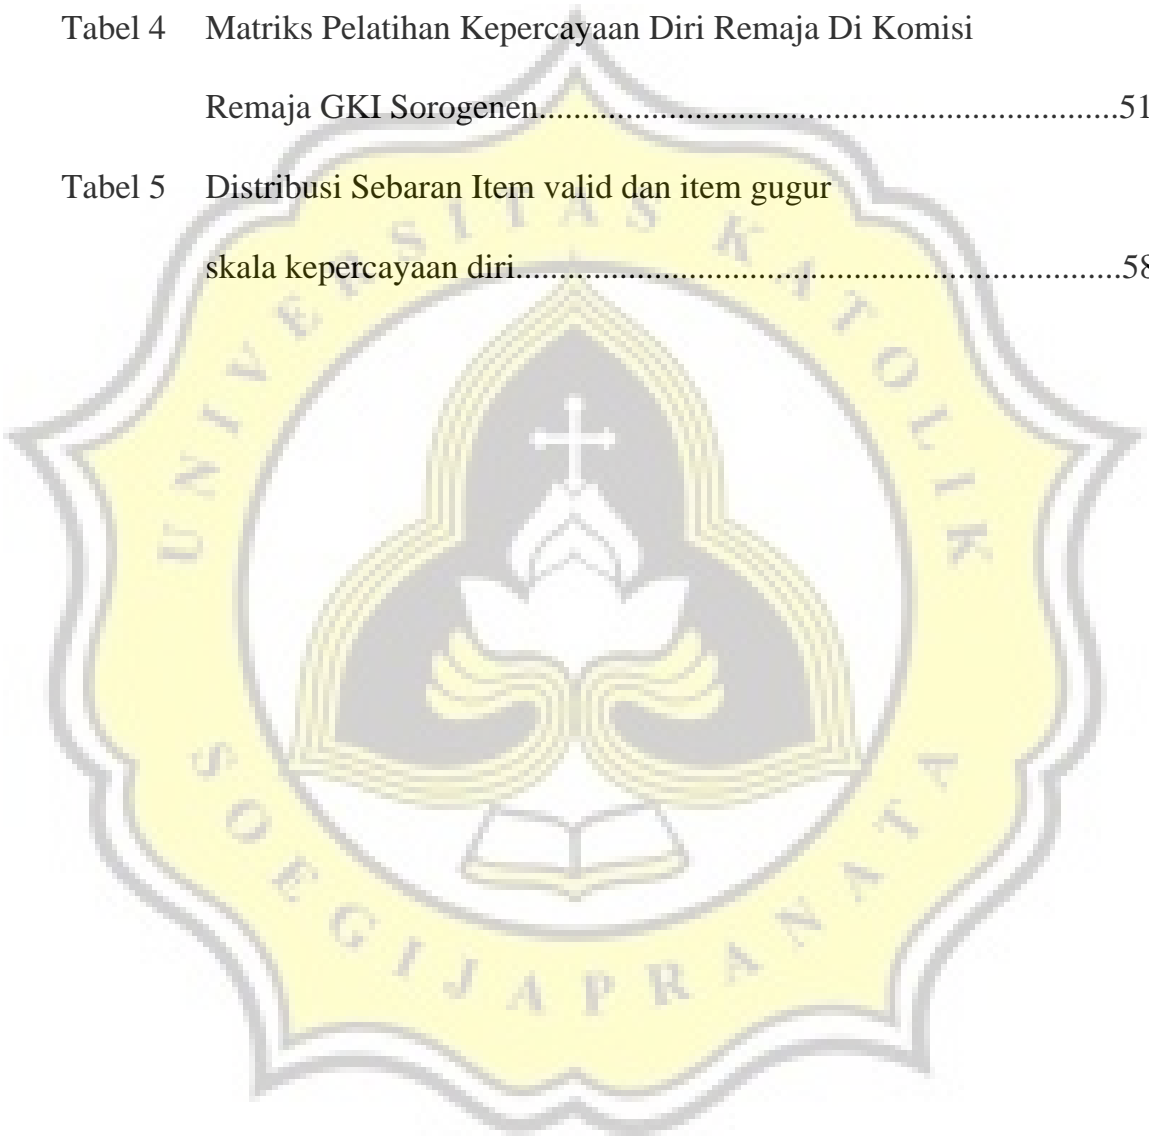 Tabel 4 Matriks Pelatihan Kepercayaan Diri Remaja Di Komisi
Remaja GKI Sorogenen....................................................................51
Tabel 5 Distribusi Sebaran Item valid dan item gugur
skala kepercayaan diri........................................................................58
UNIVERSITAS KATOLIK
SOEGIJAPRANATA